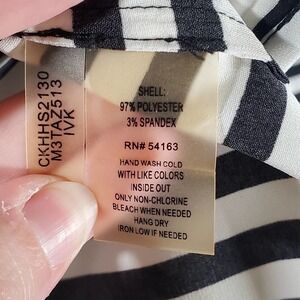 SHELL:
97% POLYESTER
3% SPANDEX
RN# 54163
HAND WASH COLD
WITH LIKE COLORS
INSIDE OUT
ONLY NON-CHLORINE
BLEACH WHEN NEEDED
HANG DRY
IRON LOW IF NEEDED
CKHHS2130
M3TAZ513
IVK